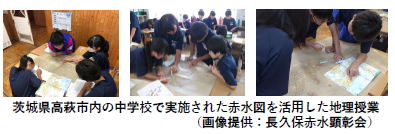 茨城県高萩市内の中学校で実施された赤水図を活用した地理授業
（画像提供：長久保赤水顕彰会）